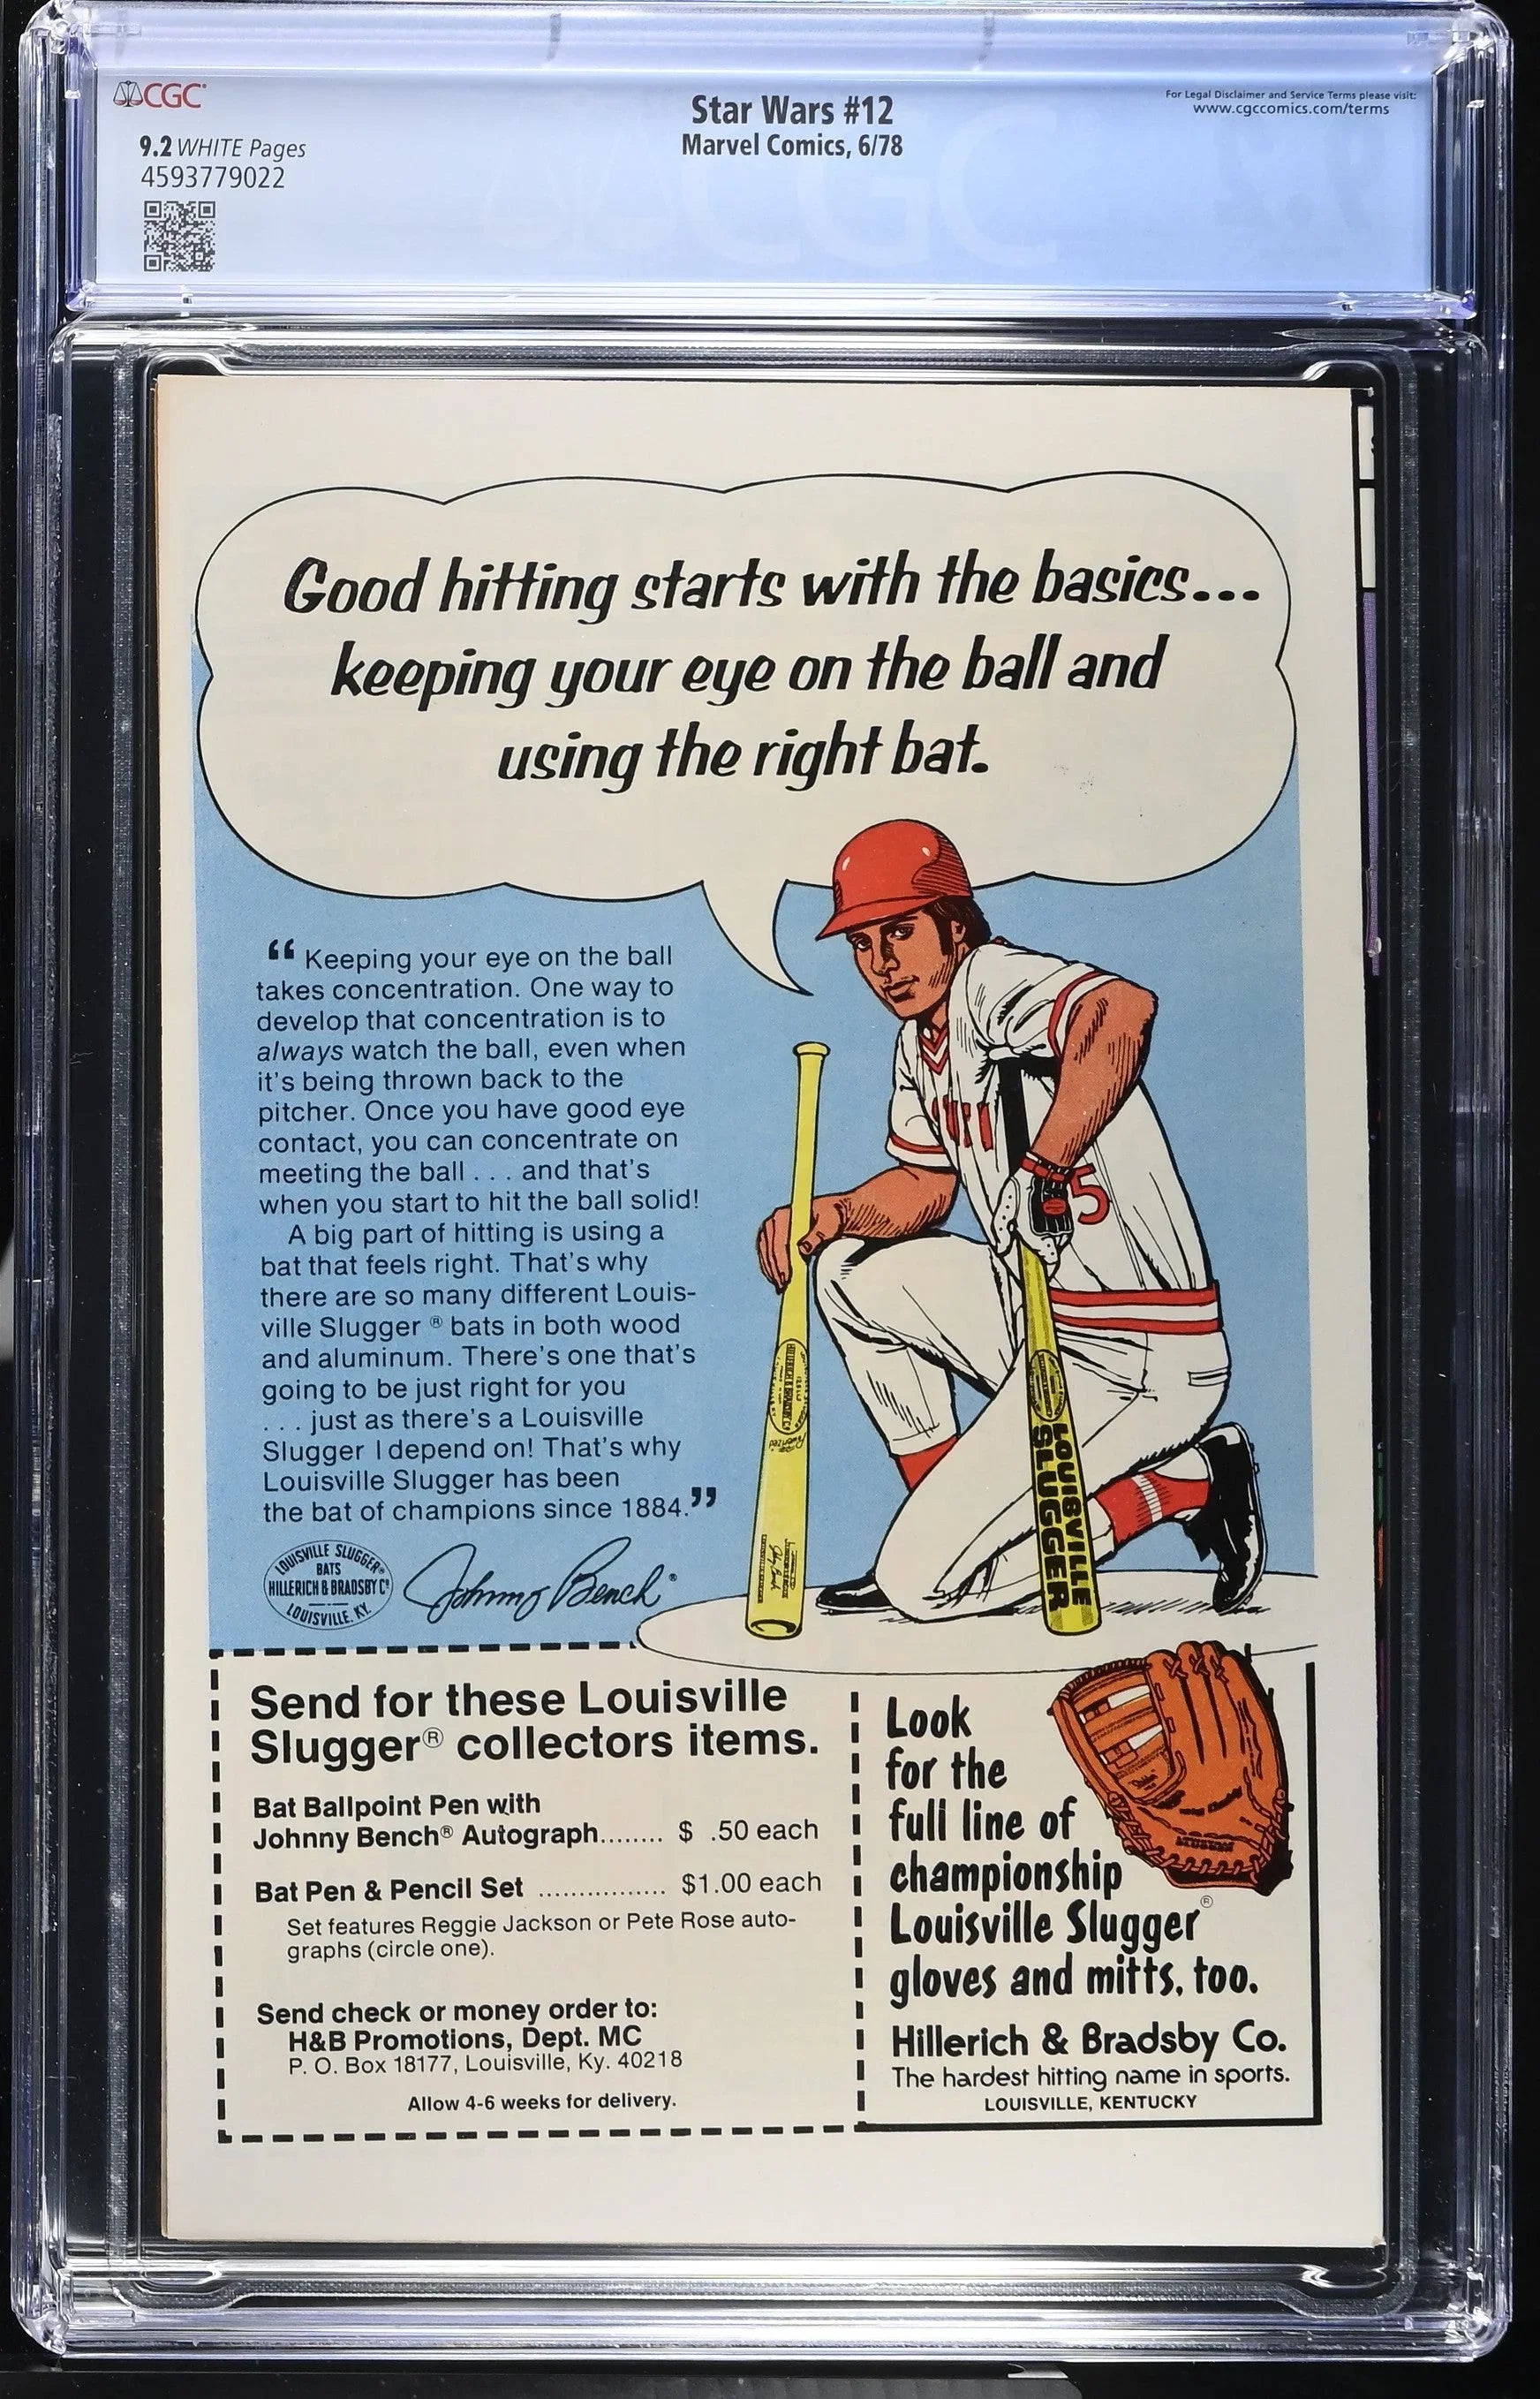 CGC
9.2 WHITE Pages
4593779022
Star Wars #12
Marvel Comics, 6/78
For Legal Disclaimer and Service Terms please visit:
www.cgccomics.com/terms
Good hitting starts with the basics...
keeping your eye on the ball and
using the right bat.
“ Keeping your eye on the ball
takes concentration. One way to
develop that concentration is to
always watch the ball, even when
it's being thrown back to the
pitcher. Once you have good eye
contact, you can concentrate on
meeting the ball . . . and that's
when you start to hit the ball solid!
A big part of hitting is using a
bat that feels right. That's why
there are so many different Louis-
ville Slugger ® bats in both wood
and aluminum. There's one that's
going to be just right for you
. . . just as there's a Louisville
Slugger I depend on! That's why
Louisville Slugger has been
the bat of champions since 1884.”
LOUISVILLE SLUGGER®
BATS
HILLERICH & BRADSBY Cº
LOUISVILLE. KY.
Johnny Bench®
5
LOUISVILLE
SLUGGER
Send for these Louisville
Slugger® collectors items.
Bat Ballpoint Pen with
Johnny Bench® Autograph........ $ .50 each
Bat Pen & Pencil Set ................ $1.00 each
Set features Reggie Jackson or Pete Rose auto-
graphs (circle one).
Send check or money order to:
H&B Promotions, Dept. MC
P. O. Box 18177, Louisville, Ky. 40218
Allow 4-6 weeks for delivery.
Look
for the
full line of
championship
Louisville Slugger®
gloves and mitts, too.
Hillerich & Bradsby Co.
The hardest hitting name in sports.
LOUISVILLE, KENTUCKY